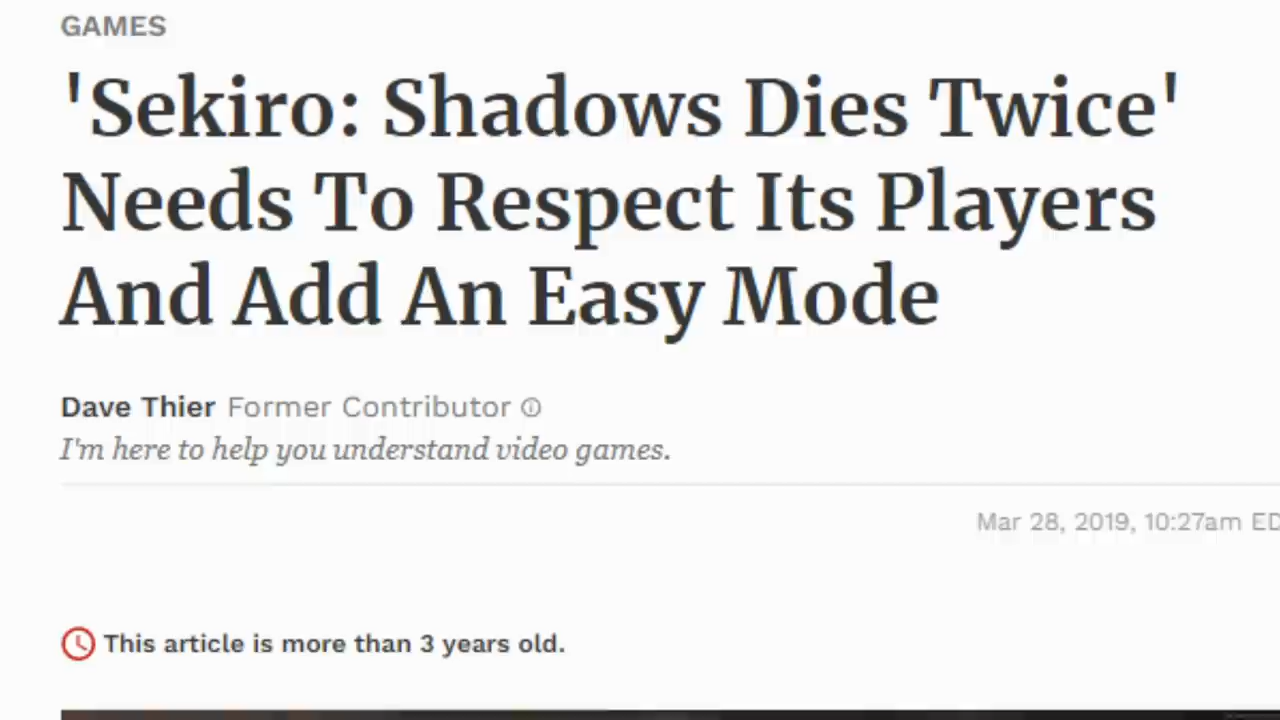 GAMES
'Sekiro: Shadows Dies Twice'
Needs To Respect Its Players
And Add An Easy Mode
Dave Thier Former Contributor
I'm here to help you understand video games.
Mar 28, 2019, 10:27am ED
This article is more than 3 years old.